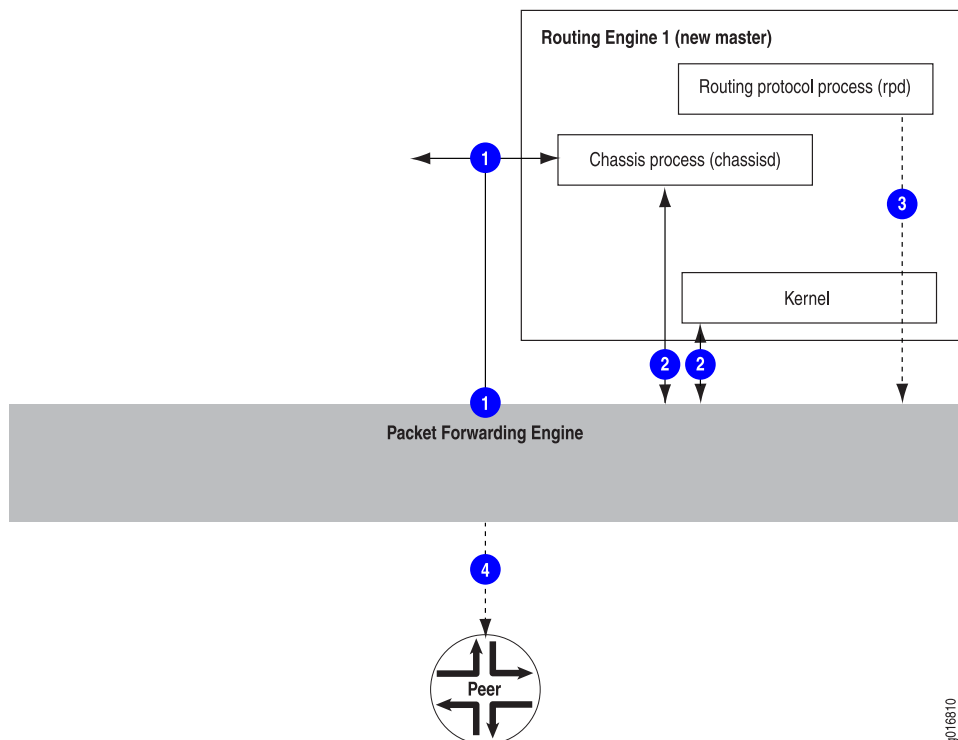 Routing Engine 1 (new master)
Routing protocol process (rpd)
1
Chassis process (chassisd)
3
Kernel
2
2
1
Packet Forwarding Engine
4
Peer
g016810